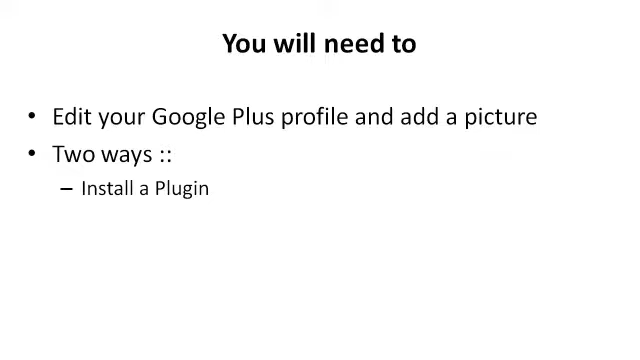 You will need to
• Edit your Google Plus profile and add a picture
• Two ways ::
– Install a Plugin